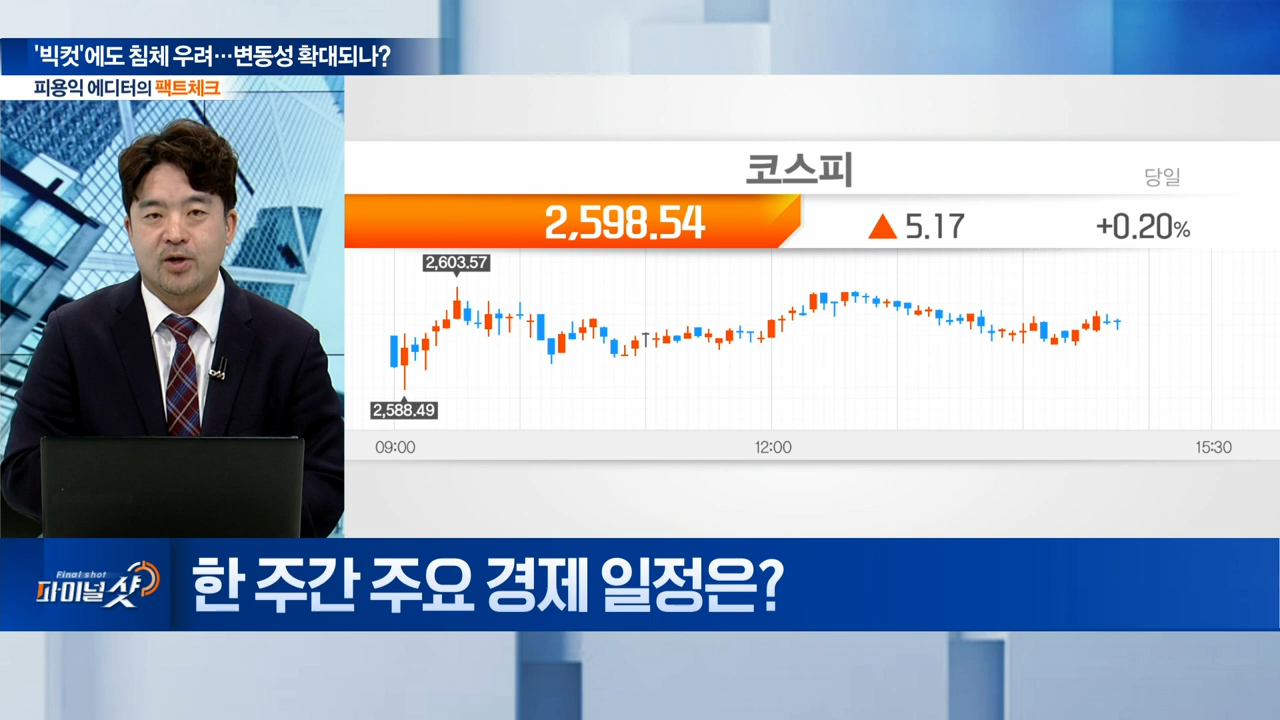 '빅컷'에도 침체 우려…변동성 확대되나?
피용익 에디터의 팩트체크
코스피
당일
2,598.54
▲ 5.17
+0.20%
2,603.57
2,588.49
09:00
12:00
15:30
Final shot
파이널샷
한 주간 주요 경제 일정은?